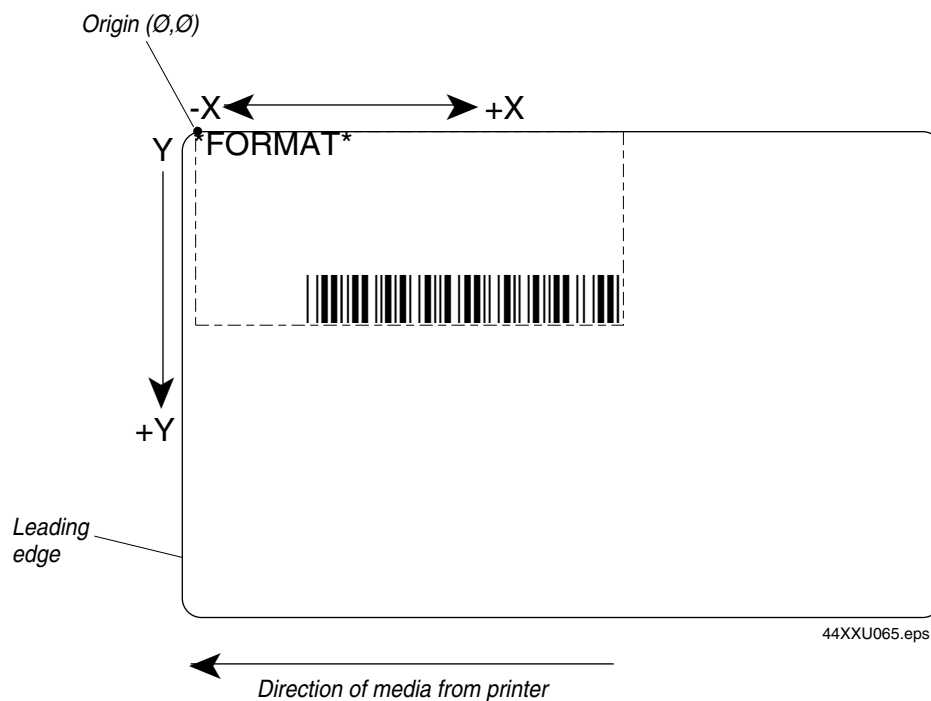 Origin (Ø,Ø)
-X +X
Y *FORMAT*
+Y
Leading
edge
44XXU065.eps
Direction of media from printer